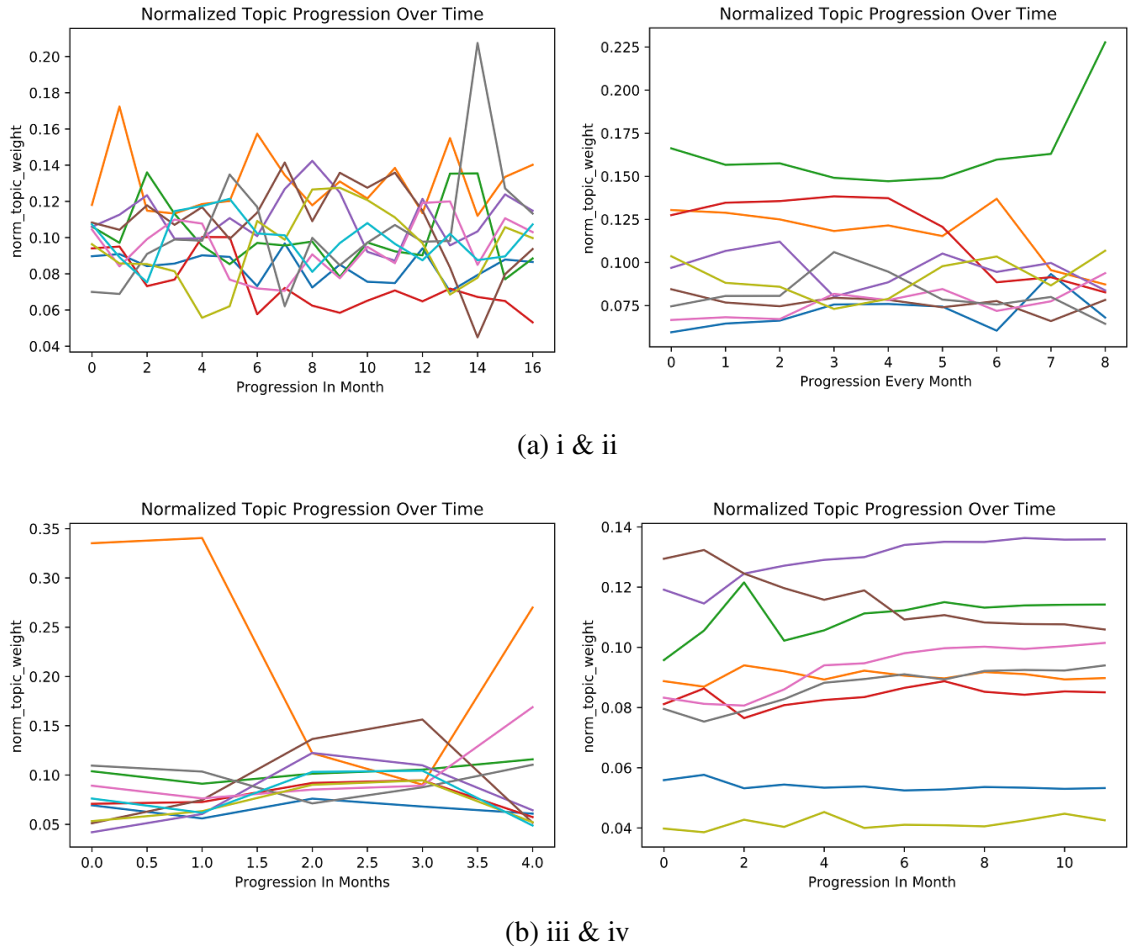 Normalized Topic Progression Over Time
norm_topic_weight
0.20
0.18
0.16
0.14
0.12
0.10
0.08
0.06
0.04
0 2 4 6 8 10 12 14 16
Progression In Month
Normalized Topic Progression Over Time
norm_topic_weight
0.225
0.200
0.175
0.150
0.125
0.100
0.075
0 1 2 3 4 5 6 7 8
Progression Every Month
(a) i & ii
Normalized Topic Progression Over Time
norm_topic_weight
0.35
0.30
0.25
0.20
0.15
0.10
0.05
0.0 0.5 1.0 1.5 2.0 2.5 3.0 3.5 4.0
Progression In Months
Normalized Topic Progression Over Time
norm_topic_weight
0.14
0.12
0.10
0.08
0.06
0.04
0 2 4 6 8 10
Progression In Month
(b) iii & iv